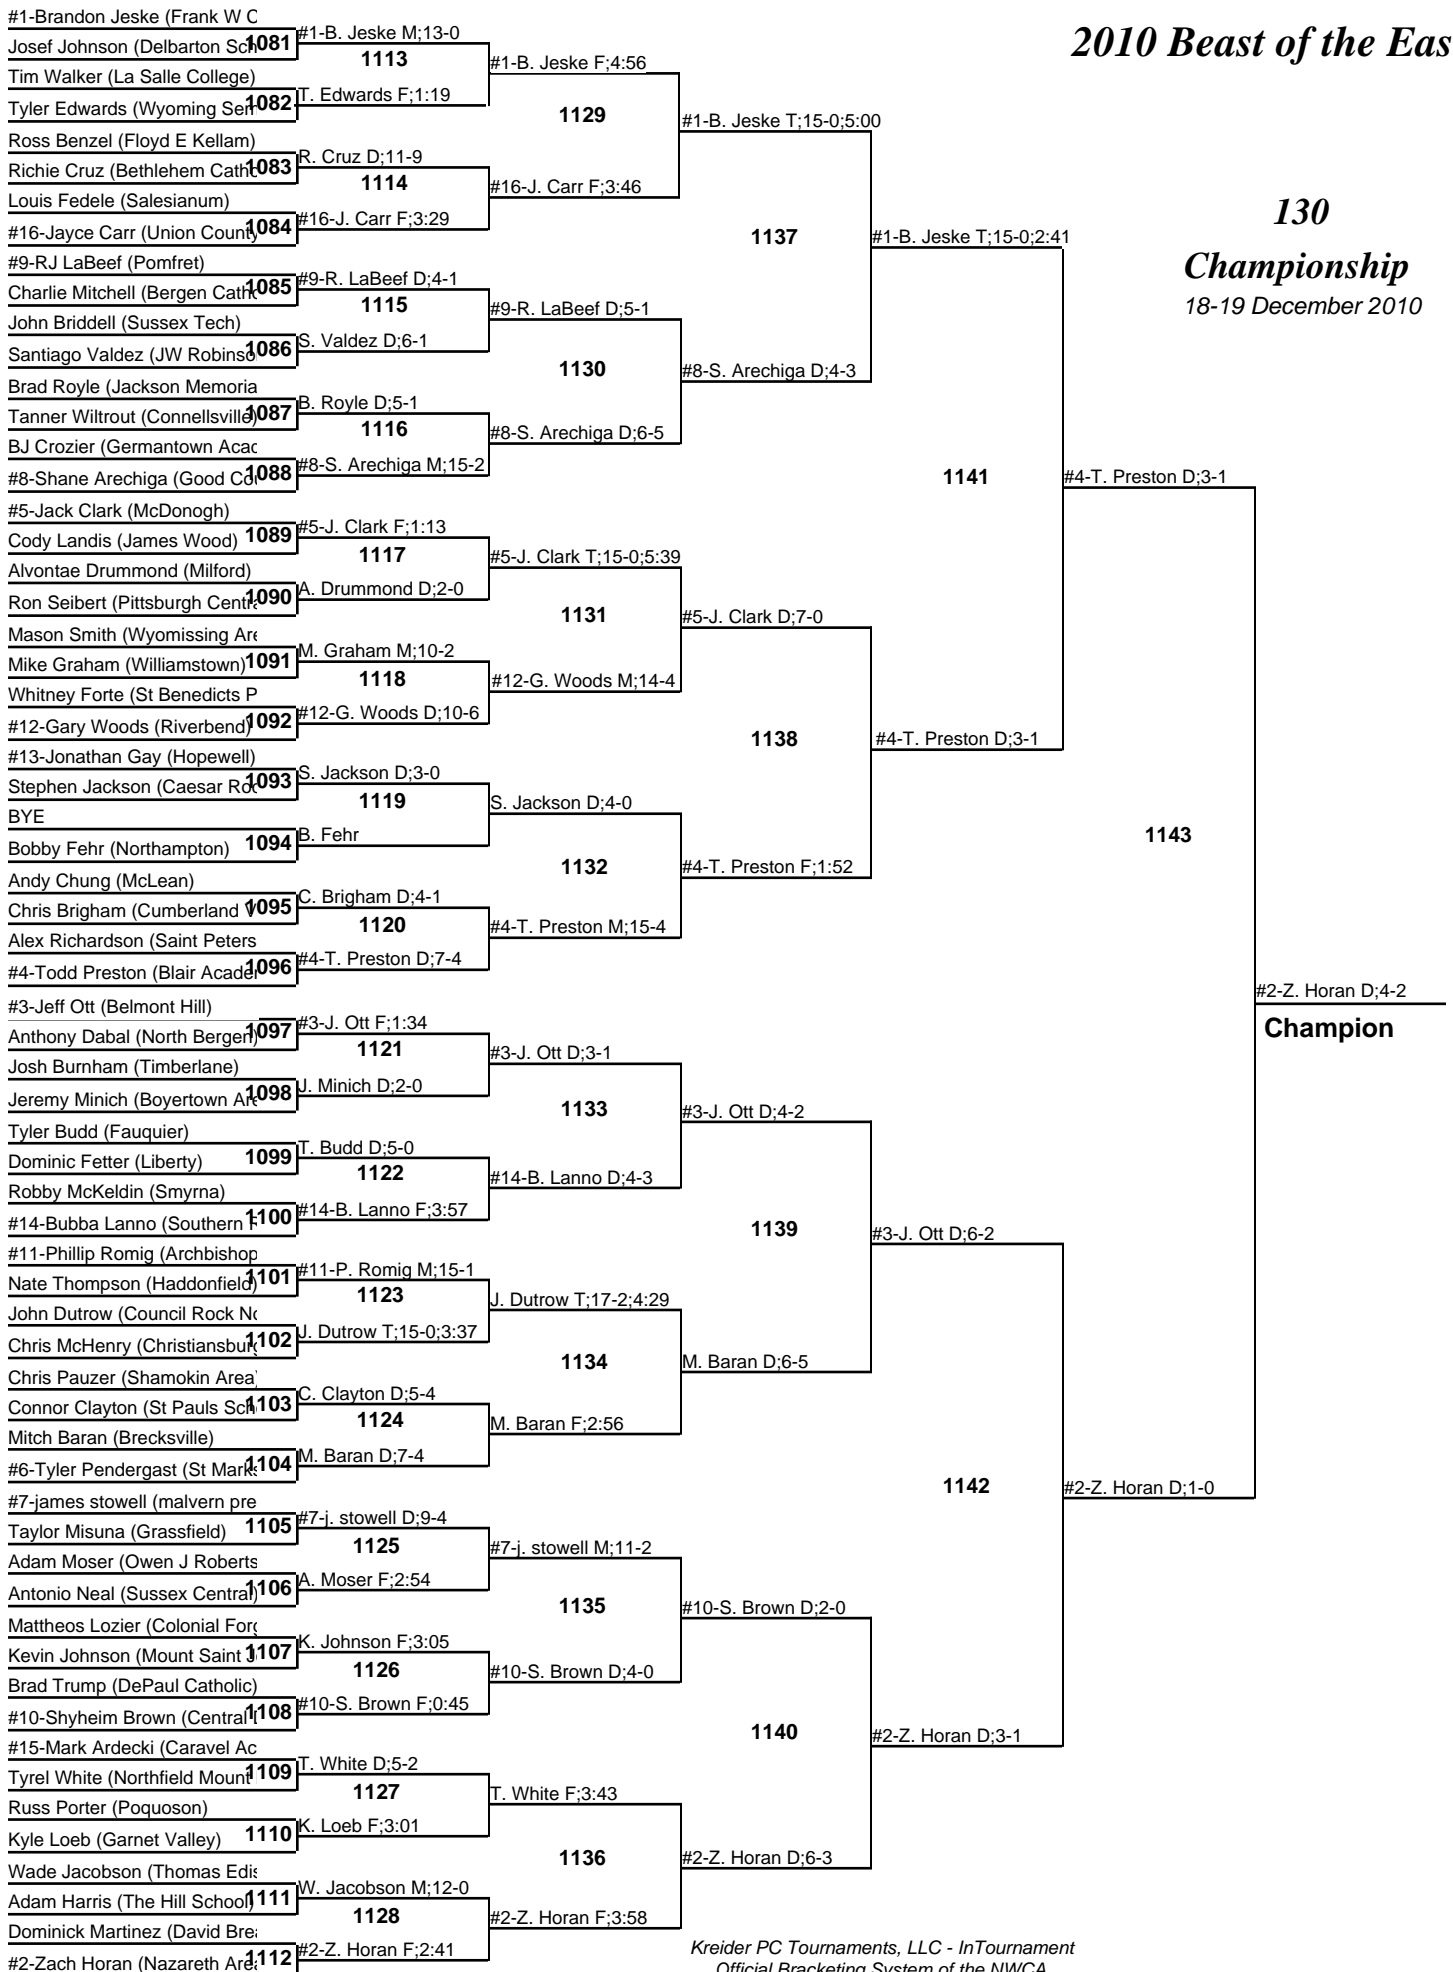 2010 Beast of the Eas
130
Championship
18-19 December 2010
#1-Brandon Jeske (Frank W
Josef Johnson (Delbarton Sch
1081
Tim Walker (La Salle College)
Tyler Edwards (Wyoming Sem
1082
Ross Benzel (Floyd E Kellam)
Richie Cruz (Bethlehem Catho
1083
Louis Fedele (Salesianum)
#16-Jayce Carr (Union County
1084
#9-RJ LaBeef (Pomfret)
Charlie Mitchell (Bergen Catho
1085
John Briddell (Sussex Tech)
Santiago Valdez (JW Robinso
1086
Brad Royle (Jackson Memoria
Tanner Wiltrout (Connellsville)
1087
BJ Crozier (Germantown Acad
#8-Shane Arechiga (Good Co
1088
#5-Jack Clark (McDonogh)
Cody Landis (James Wood)
1089
Alvontae Drummond (Milford)
Ron Seibert (Pittsburgh Centra
1090
Mason Smith (Wyomissing Are
Mike Graham (Williamstown)
1091
Whitney Forte (St Benedicts P
#12-Gary Woods (Riverbend)
1092
#13-Jonathan Gay (Hopewell)
Stephen Jackson (Caesar Rod
1093
BYE
Bobby Fehr (Northampton)
1094
Andy Chung (McLean)
Chris Brigham (Cumberland V
1095
Alex Richardson (Saint Peters
#4-Todd Preston (Blair Acade
1096
#3-Jeff Ott (Belmont Hill)
Anthony Dabal (North Bergen)
1097
Josh Burnham (Timberlane)
Jeremy Minich (Boyertown Are
1098
Tyler Budd (Fauquier)
Dominic Fetter (Liberty)
1099
Robby McKeldin (Smyrna)
#14-Bubba Lanno (Southern
1100
#11-Phillip Romig (Archbishop
Nate Thompson (Haddonfield)
1101
John Dutrow (Council Rock No
Chris McHenry (Christiansburg
1102
Chris Pauzer (Shamokin Area)
Connor Clayton (St Pauls Sch
1103
Mitch Baran (Brecksville)
#6-Tyler Pendergast (St Marks
1104
#7-james stowell (malvern pre
Taylor Misuna (Grassfield)
1105
Adam Moser (Owen J Roberts
Antonio Neal (Sussex Central)
1106
Mattheos Lozier (Colonial Forg
Kevin Johnson (Mount Saint J
1107
Brad Trump (DePaul Catholic)
#10-Shyheim Brown (Central
1108
#15-Mark Ardecki (Caravel Ac
Tyrel White (Northfield Mount
1109
Russ Porter (Poquoson)
Kyle Loeb (Garnet Valley)
1110
Wade Jacobson (Thomas Edis
Adam Harris (The Hill School)
1111
Dominick Martinez (David Brea
#2-Zach Horan (Nazareth Area
1112
#1-B. Jeske M;13-0
1113
T. Edwards F;1:19
R. Cruz D;11-9
1114
#16-J. Carr F;3:29
#9-R. LaBeef D;4-1
1115
S. Valdez D;6-1
B. Royle D;5-1
1116
#8-S. Arechiga M;15-2
#5-J. Clark F;1:13
1117
A. Drummond D;2-0
M. Graham M;10-2
1118
#12-G. Woods D;10-6
S. Jackson D;3-0
1119
B. Fehr
C. Brigham D;4-1
1120
#4-T. Preston D;7-4
#3-J. Ott F;1:34
1121
J. Minich D;2-0
T. Budd D;5-0
1122
#14-B. Lanno F;3:57
#11-P. Romig M;15-1
1123
J. Dutrow T;15-0;3:37
C. Clayton D;5-4
1124
M. Baran D;7-4
#7-j. stowell D;9-4
1125
A. Moser F;2:54
K. Johnson F;3:05
1126
#10-S. Brown F;0:45
T. White D;5-2
1127
K. Loeb F;3:01
W. Jacobson M;12-0
1128
#2-Z. Horan F;2:41
#1-B. Jeske F;4:56
1129
#16-J. Carr F;3:46
#9-R. LaBeef D;5-1
1130
#8-S. Arechiga D;6-5
#5-J. Clark T;15-0;5:39
1131
#12-G. Woods M;14-4
S. Jackson D;4-0
1132
#4-T. Preston M;15-4
#3-J. Ott D;3-1
1133
#14-B. Lanno D;4-3
J. Dutrow T;17-2;4:29
1134
M. Baran F;2:56
#7-j. stowell M;11-2
1135
#10-S. Brown D;4-0
T. White F;3:43
1136
#2-Z. Horan F;3:58
#1-B. Jeske T;15-0;5:00
1137
#8-S. Arechiga D;4-3
#5-J. Clark D;7-0
1138
#4-T. Preston F;1:52
#3-J. Ott D;4-2
1139
M. Baran D;6-5
#10-S. Brown D;2-0
1140
#2-Z. Horan D;6-3
#1-B. Jeske T;15-0;2:41
1141
#4-T. Preston D;3-1
#3-J. Ott D;6-2
1142
#2-Z. Horan D;3-1
#4-T. Preston D;3-1
1143
#2-Z. Horan D;1-0
#2-Z. Horan D;4-2
Champion
Kreider PC Tournaments, LLC - InTournament
Official Bracketing System of the NWCA